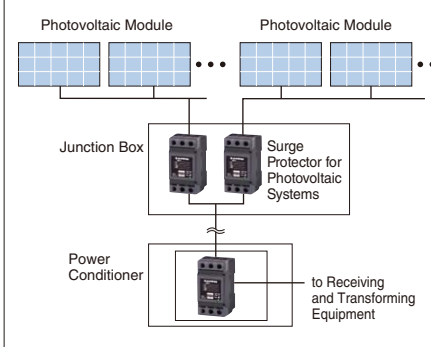 Photovoltaic Module
Photovoltaic Module
Junction Box
Surge
Protector for
Photovoltaic
Systems
Power
Conditioner
to Receiving
and Transforming
Equipment